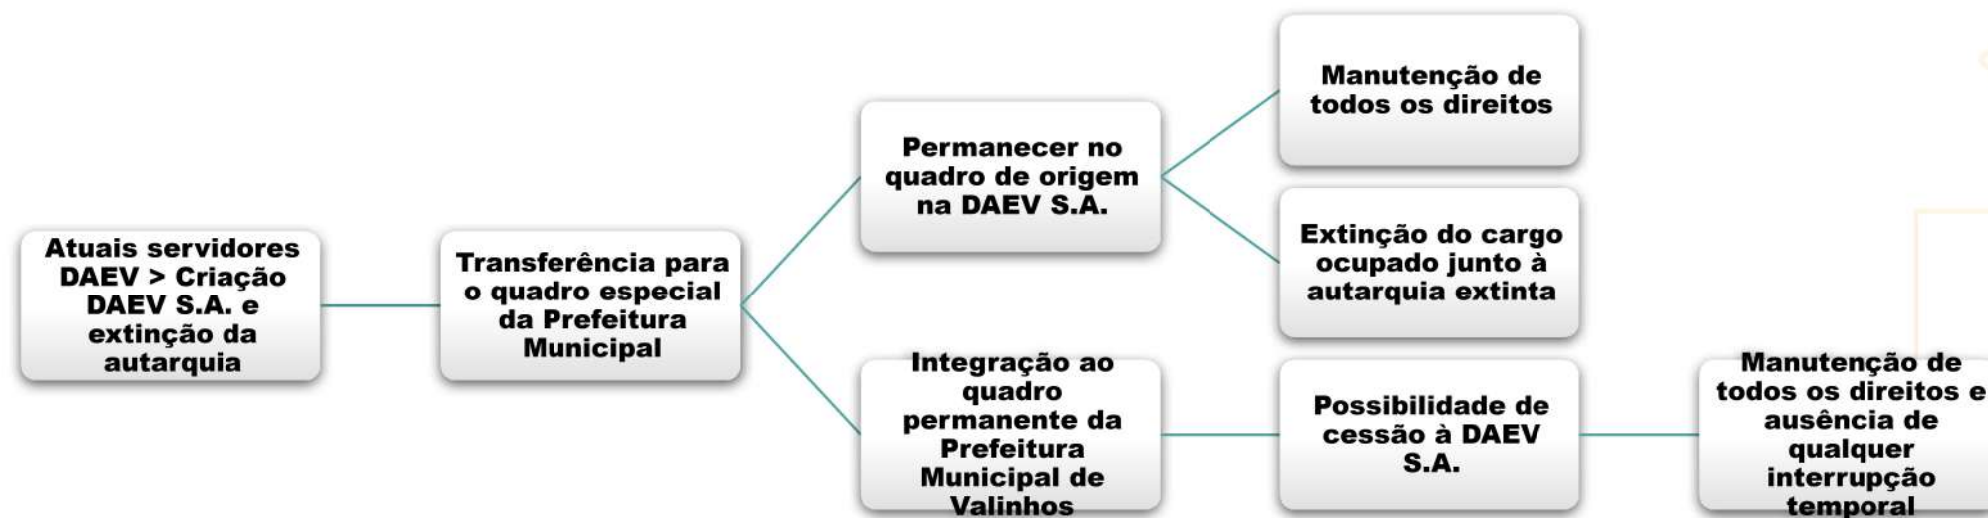 Atuais servidores
DAEV > Criação
DAEV S.A. e
extinção da
autarquia
Transferência para
o quadro especial
da Prefeitura
Municipal
Permanecer no
quadro de origem
na DAEV S.A.
Manutenção de
todos os direitos
Extinção do cargo
ocupado junto à
autarquia extinta
Integração ao
quadro
permanente da
Prefeitura
Municipal de
Valinhos
Possibilidade de
cessão à DAEV
S.A.
Manutenção de
todos os direitos e
ausência de
qualquer
interrupção
temporal